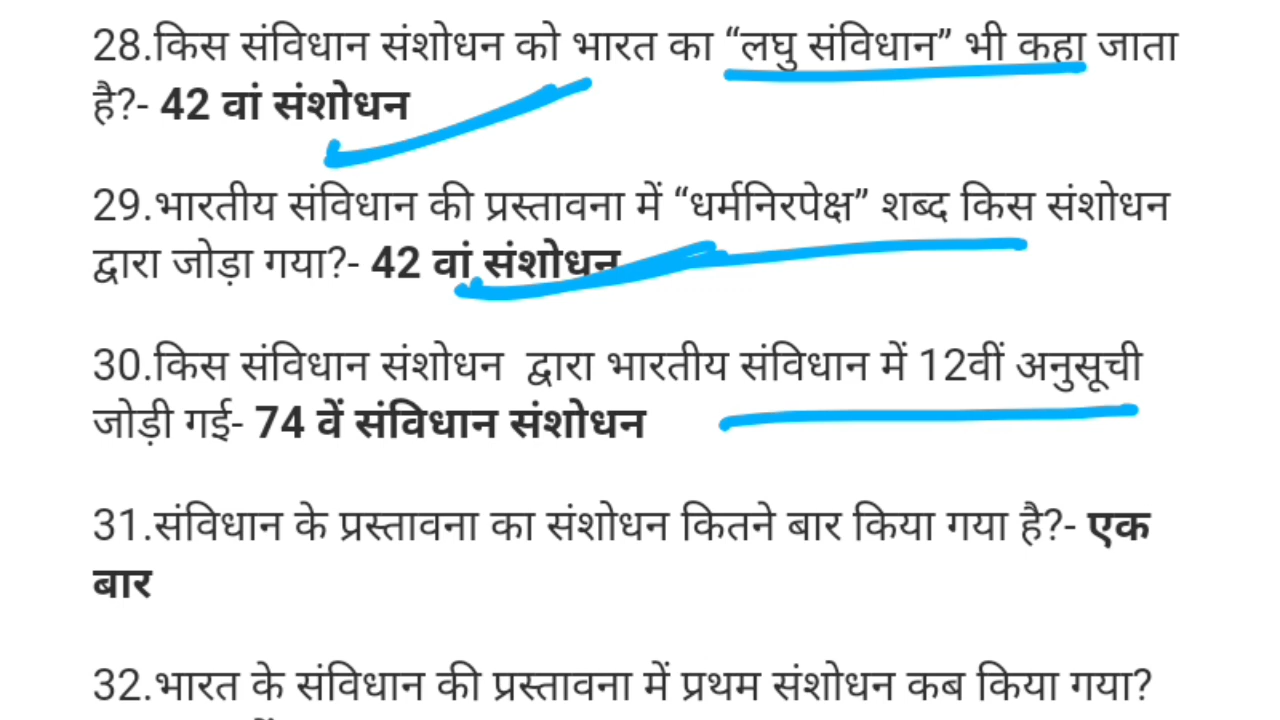 28.किस संविधान संशोधन को भारत का “लघु संविधान” भी कहा जाता
है?- 42 वां संशोधन
29.भारतीय संविधान की प्रस्तावना में “धर्मनिरपेक्ष” शब्द किस संशोधन
द्वारा जोड़ा गया?- 42 वां संशोधन
30.किस संविधान संशोधन द्वारा भारतीय संविधान में 12वीं अनुसूची
जोड़ी गई- 74 वें संविधान संशोधन
31.संविधान के प्रस्तावना का संशोधन कितने बार किया गया है?- एक
बार
32.भारत के संविधान की प्रस्तावना में प्रथम संशोधन कब किया गया?